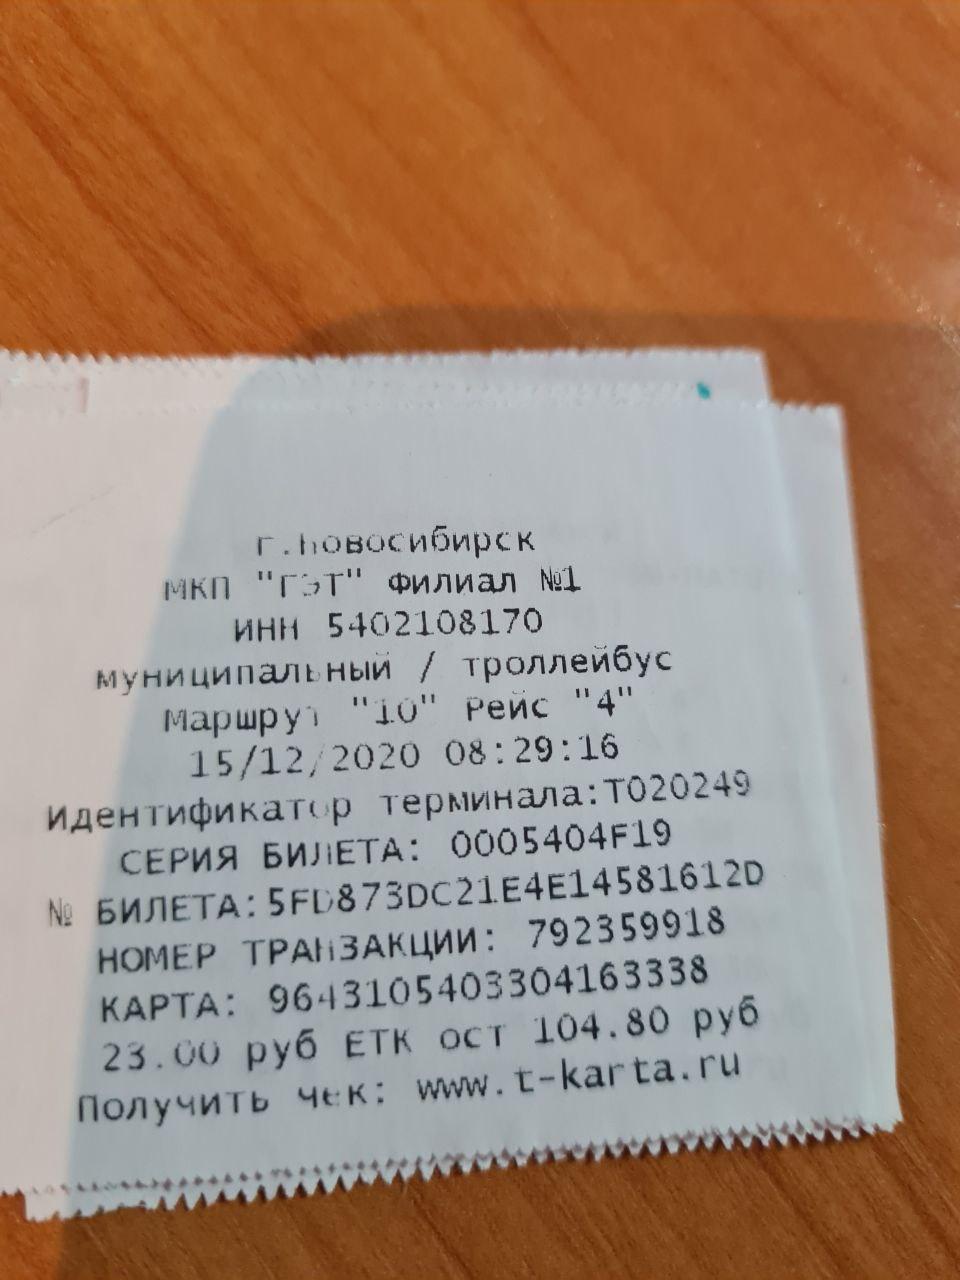 г.Новосибирск
МКП "ГЭТ" Филиал №1
ИНН 5402108170
муниципальный / троллейбус
Маршрут "10" Рейс "4"
15/12/2020 08:29:16
Идентификатор терминала:Т020249
СЕРИЯ БИЛЕТА: 0005404F19
№ БИЛЕТА:5FD873DC21E4E14581612D
НОМЕР ТРАНЗАКЦИИ: 792359918
КАРТА: 9643105403304163338
23.00 руб ЕТК ост 104.80 руб
Получить чек: www.t-karta.ru